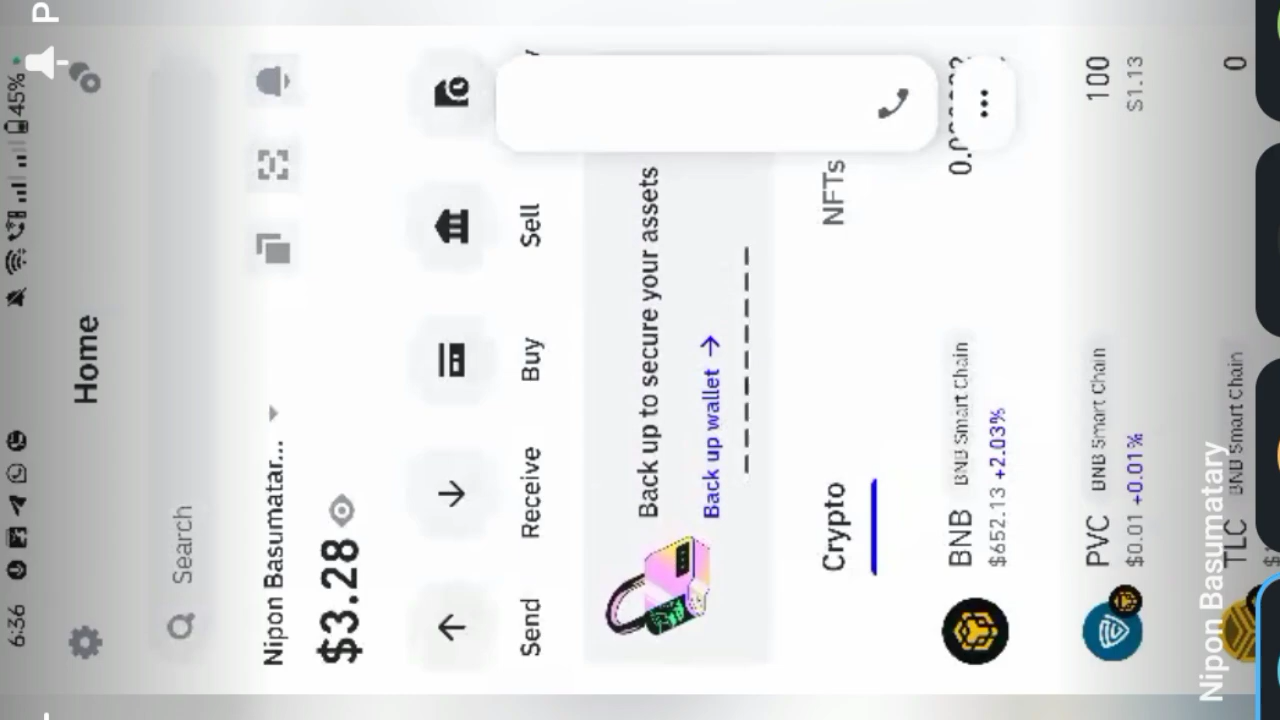 P
6:36
45%
Home
Search
Nipon Basumatar...
$3.28
Send
Receive
Buy
Sell
Back up to secure your assets
Back up wallet →
Crypto
NFTs
BNB BNB Smart Chain
$652.13 +2.03%
PVC BNB Smart Chain 100
$0.01 +0.01% $1.13
TLC BNB Smart Chain 0
Nipon Basumatary